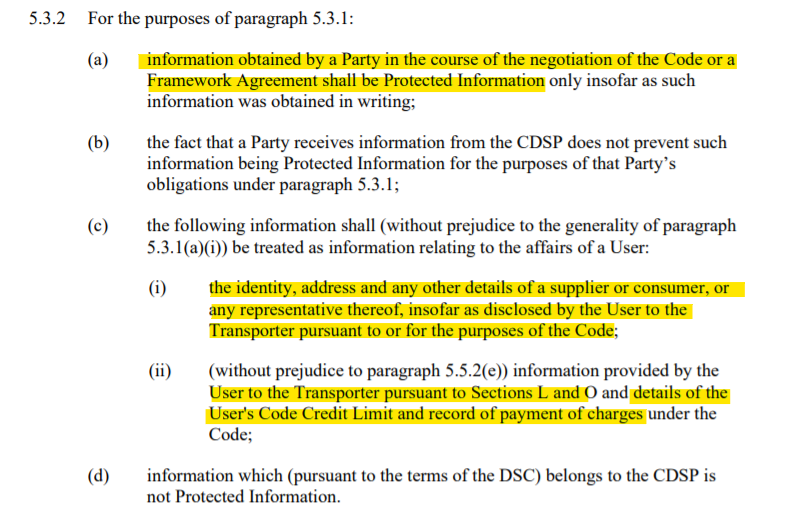 5.3.2 For the purposes of paragraph 5.3.1:
(a) information obtained by a Party in the course of the negotiation of the Code or a
Framework Agreement shall be Protected Information only insofar as such
information was obtained in writing;
(b) the fact that a Party receives information from the CDSP does not prevent such
information being Protected Information for the purposes of that Party’s
obligations under paragraph 5.3.1;
(c) the following information shall (without prejudice to the generality of paragraph
5.3.1(a)(i)) be treated as information relating to the affairs of a User:
(i) the identity, address and any other details of a supplier or consumer, or
any representative thereof, insofar as disclosed by the User to the
Transporter pursuant to or for the purposes of the Code;
(ii) (without prejudice to paragraph 5.5.2(e)) information provided by the
User to the Transporter pursuant to Sections L and O and details of the
User's Code Credit Limit and record of payment of charges under the
Code;
(d) information which (pursuant to the terms of the DSC) belongs to the CDSP is
not Protected Information.